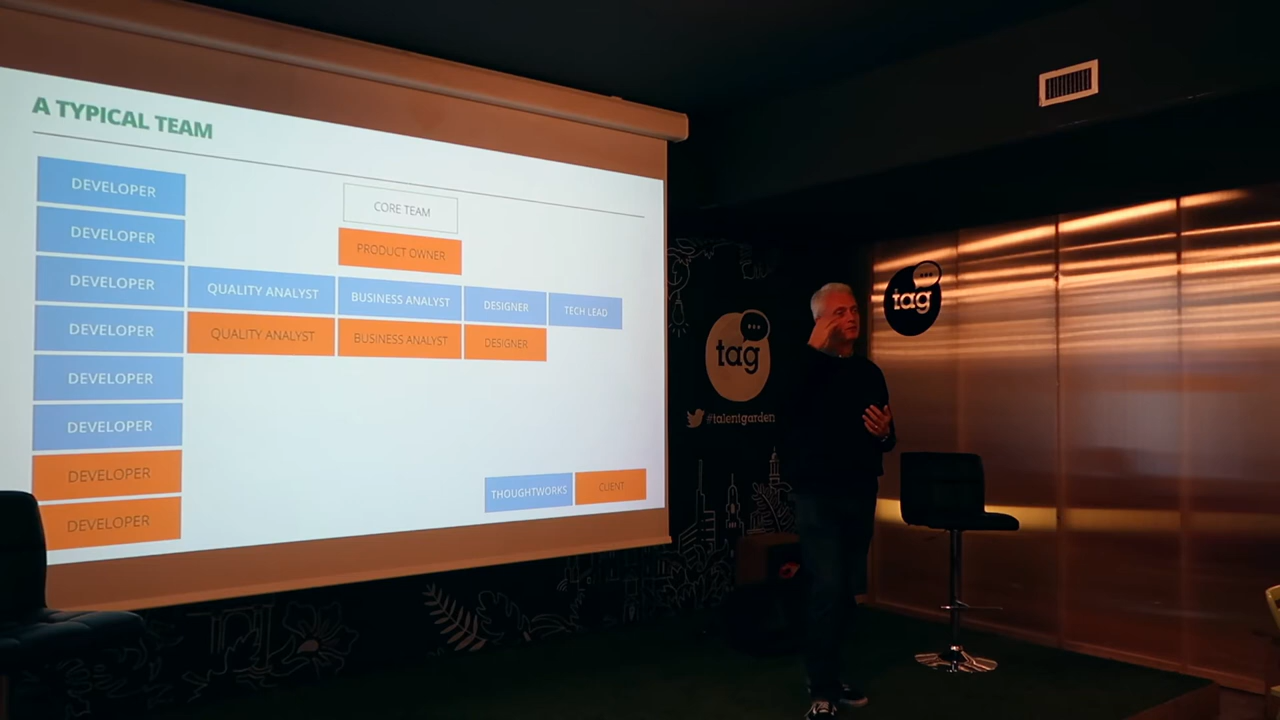 A TYPICAL TEAM
DEVELOPER
CORE TEAM
DEVELOPER
PRODUCT OWNER
DEVELOPER
QUALITY ANALYST
BUSINESS ANALYST
DESIGNER
TECH LEAD
DEVELOPER
QUALITY ANALYST
BUSINESS ANALYST
DESIGNER
DEVELOPER
DEVELOPER
DEVELOPER
DEVELOPER
THOUGHTWORKS
CLIENT
tag
#talentgarden
tag